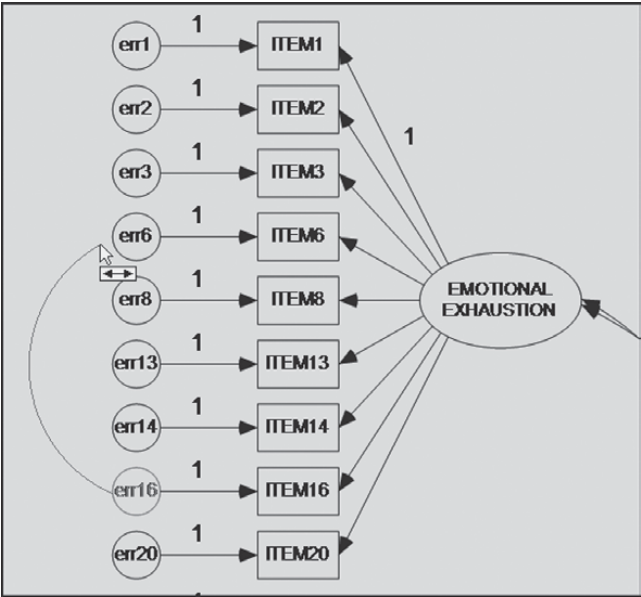 err1 1 ITEM1
err2 1 ITEM2
1
err3 1 ITEM3
err6 1 ITEM6
err8 1 ITEM8
EMOTIONAL
EXHAUSTION
err13 1 ITEM13
err14 1 ITEM14
err16 1 ITEM16
err20 1 ITEM20